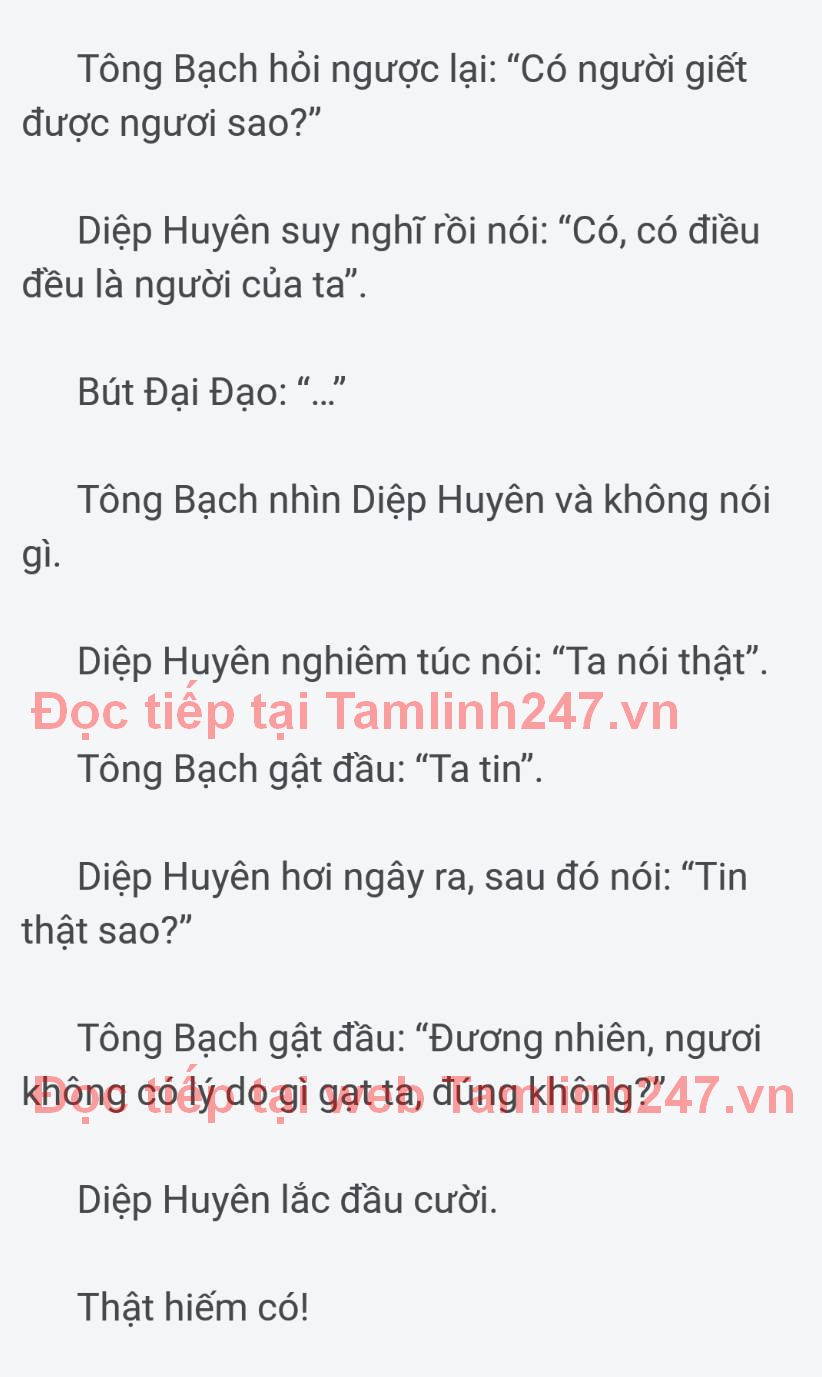 Tông Bạch hỏi ngược lại: “Có người giết
được ngươi sao?”
Diệp Huyên suy nghĩ rồi nói: “Có, có điều
đều là người của ta”.
Bút Đại Đạo: “...”
Tông Bạch nhìn Diệp Huyên và không nói
gì.
Diệp Huyên nghiêm túc nói: “Ta nói thật”.
Đọc tiếp tại Tamlinh247.vn
Tông Bạch gật đầu: “Ta tin”.
Diệp Huyên hơi ngây ra, sau đó nói: “Tin
thật sao?”
Tông Bạch gật đầu: “Đương nhiên, ngươi
không có lý do gì gạt ta, đúng không?”
Đọc tiếp tại web Tamlinh247.vn
Diệp Huyên lắc đầu cười.
Thật hiếm có!